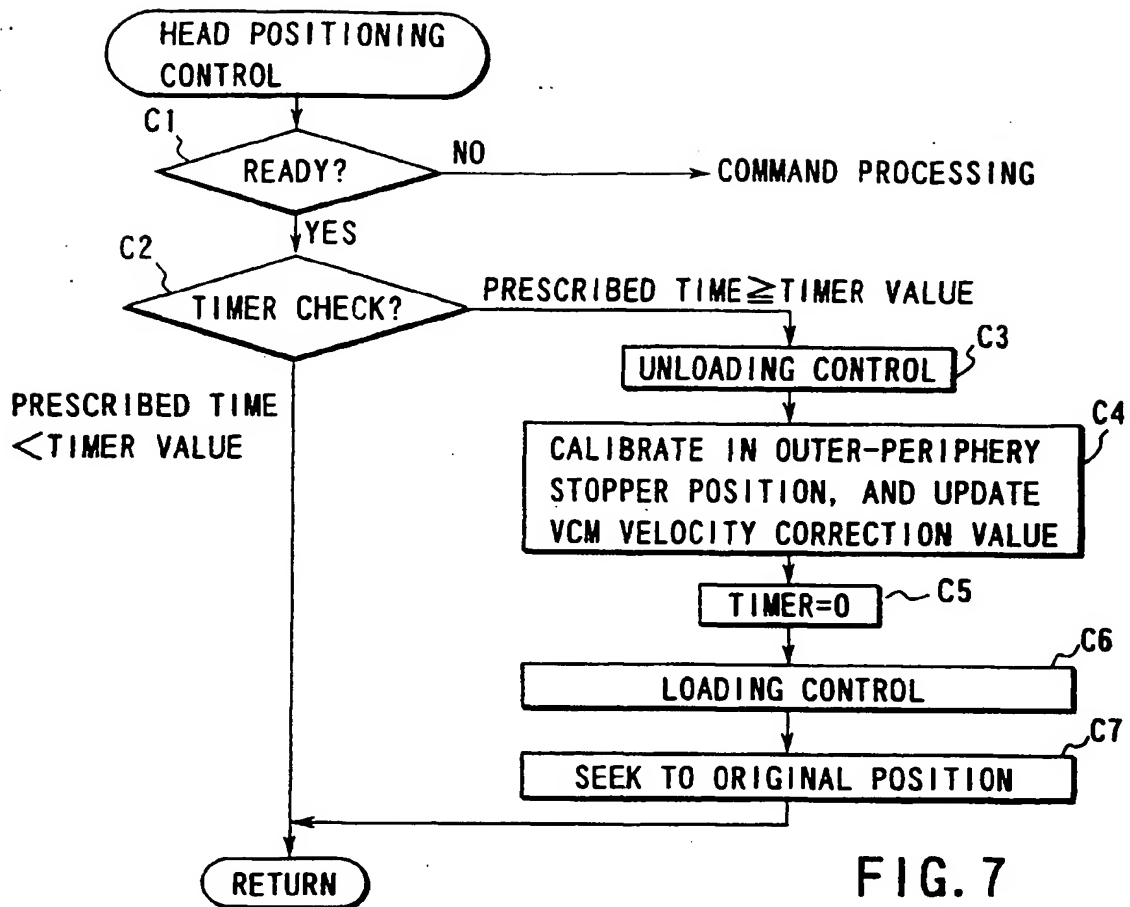 HEAD POSITIONING
CONTROL
C1
READY?
NO
COMMAND PROCESSING
YES
C2
TIMER CHECK?
PRESCRIBED TIME≧TIMER VALUE
C3
UNLOADING CONTROL
PRESCRIBED TIME
<TIMER VALUE
C4
CALIBRATE IN OUTER-PERIPHERY
STOPPER POSITION, AND UPDATE
VCM VELOCITY CORRECTION VALUE
TIMER=0
C5
C6
LOADING CONTROL
C7
SEEK TO ORIGINAL POSITION
RETURN
FIG. 7